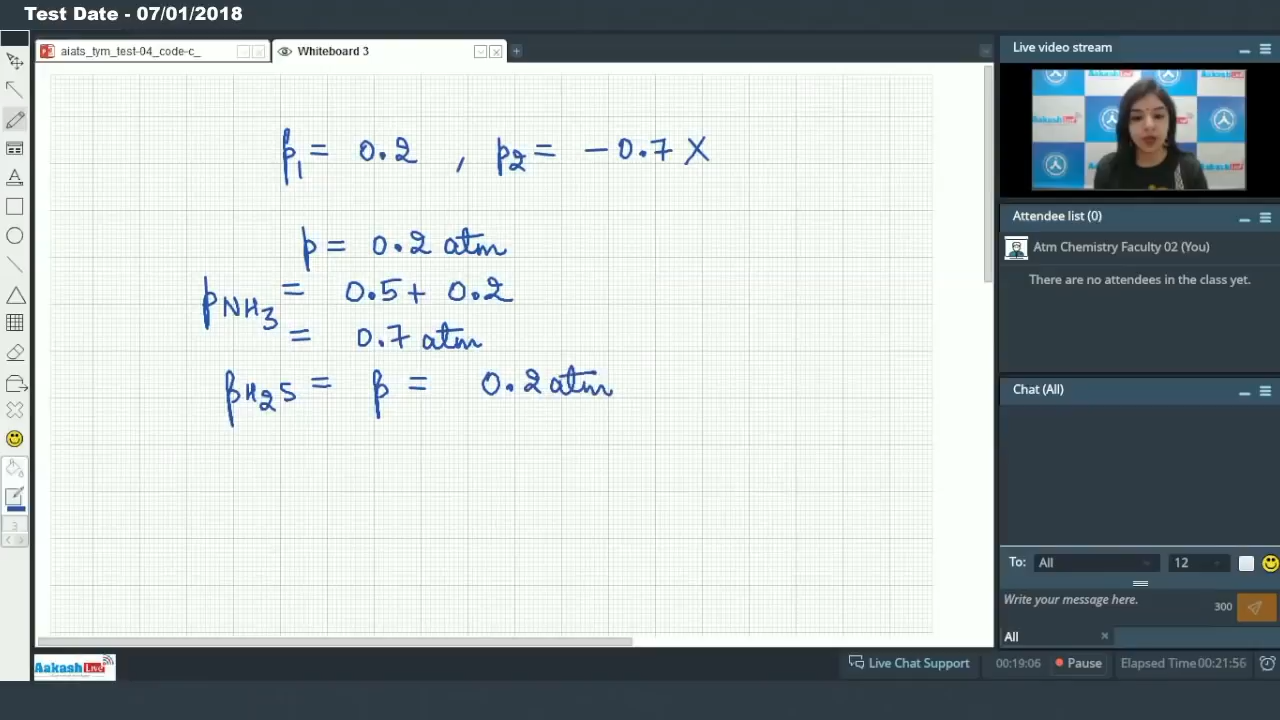 Test Date - 07/01/2018
aiats_tym_test-04_code-c_
Whiteboard 3
p1 = 0.2 , p2 = -0.7 X
p = 0.2 atm
pNH3 = 0.5 + 0.2
= 0.7 atm
pH2S = p = 0.2 atm
Live video stream
Attendee list (0)
Atm Chemistry Faculty 02 (You)
There are no attendees in the class yet.
Chat (All)
To: All 12
Write your message here.
300
All
3
Aakash Live
Live Chat Support
00:19:06
Pause
Elapsed Time 00:21:56